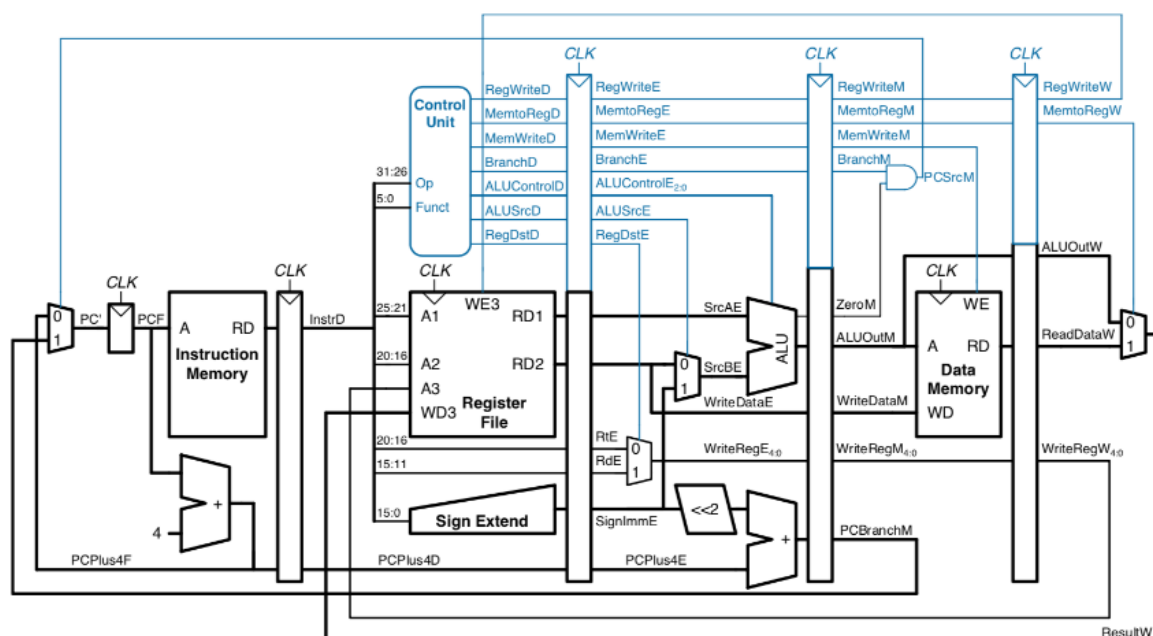 CLK CLK CLK
Control Unit
RegWriteD RegWriteE RegWriteM RegWriteW
MemtoRegD MemtoRegE MemtoRegM MemtoRegW
MemWriteD MemWriteE MemWriteM
BranchD BranchE BranchM PCSrcM
31:26 Op ALUControlD ALUControlE2:0
5:0 Funct ALUSrcD ALUSrcE
RegDstD RegDstE
ALUOutW
CLK CLK CLK CLK
0 PC' PCF A RD InstrD 25:21 A1 WE3 RD1 SrcAE ZeroM WE
1
Instruction Memory
20:16 A2 RD2 0 SrcBE ALU ALUOutM A RD ReadDataW 0
1 1
A3
Data Memory
WD3 Register File WriteDataE WriteDataM WD
20:16 RtE 0 WriteRegE4:0 WriteRegM4:0 WriteRegW4:0
15:11 RdE 1
+ 15:0 Sign Extend SignImmE <<2
4 + PCBranchM
PCPlus4F PCPlus4D PCPlus4E
ResultW